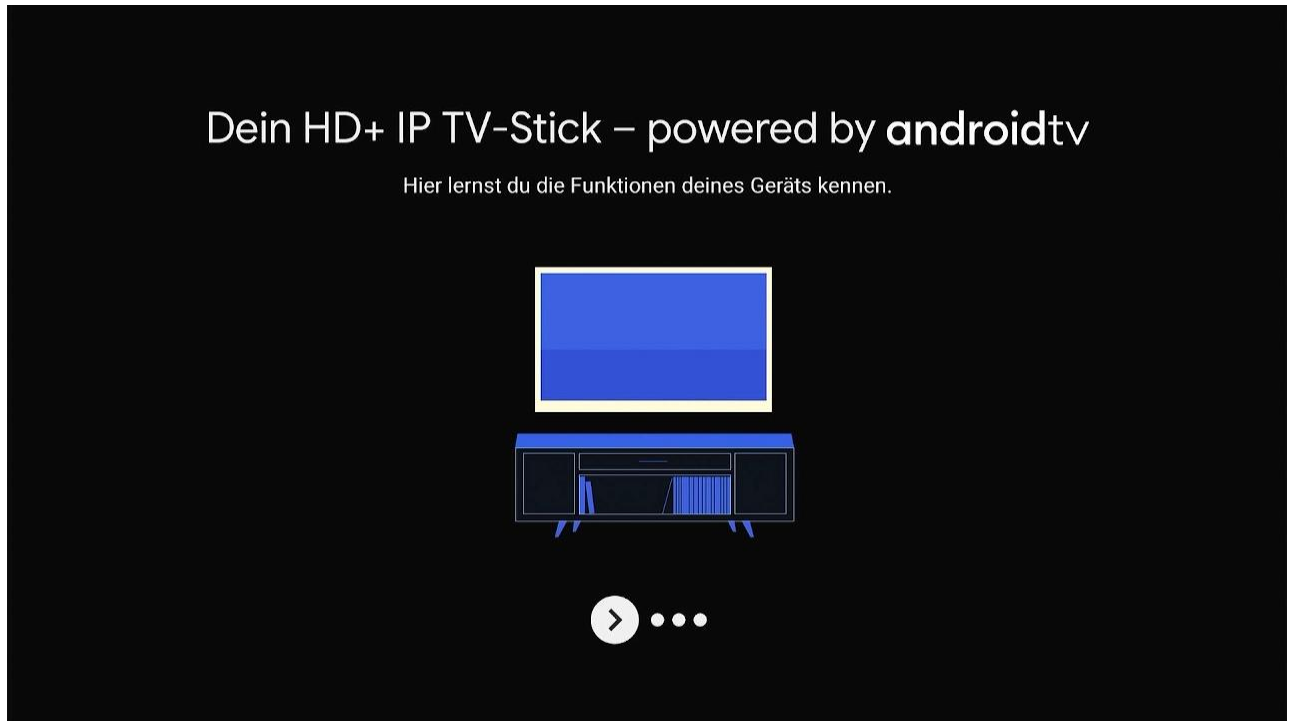 Dein HD+ IP TV-Stick – powered by androidtv
Hier lernst du die Funktionen deines Geräts kennen.